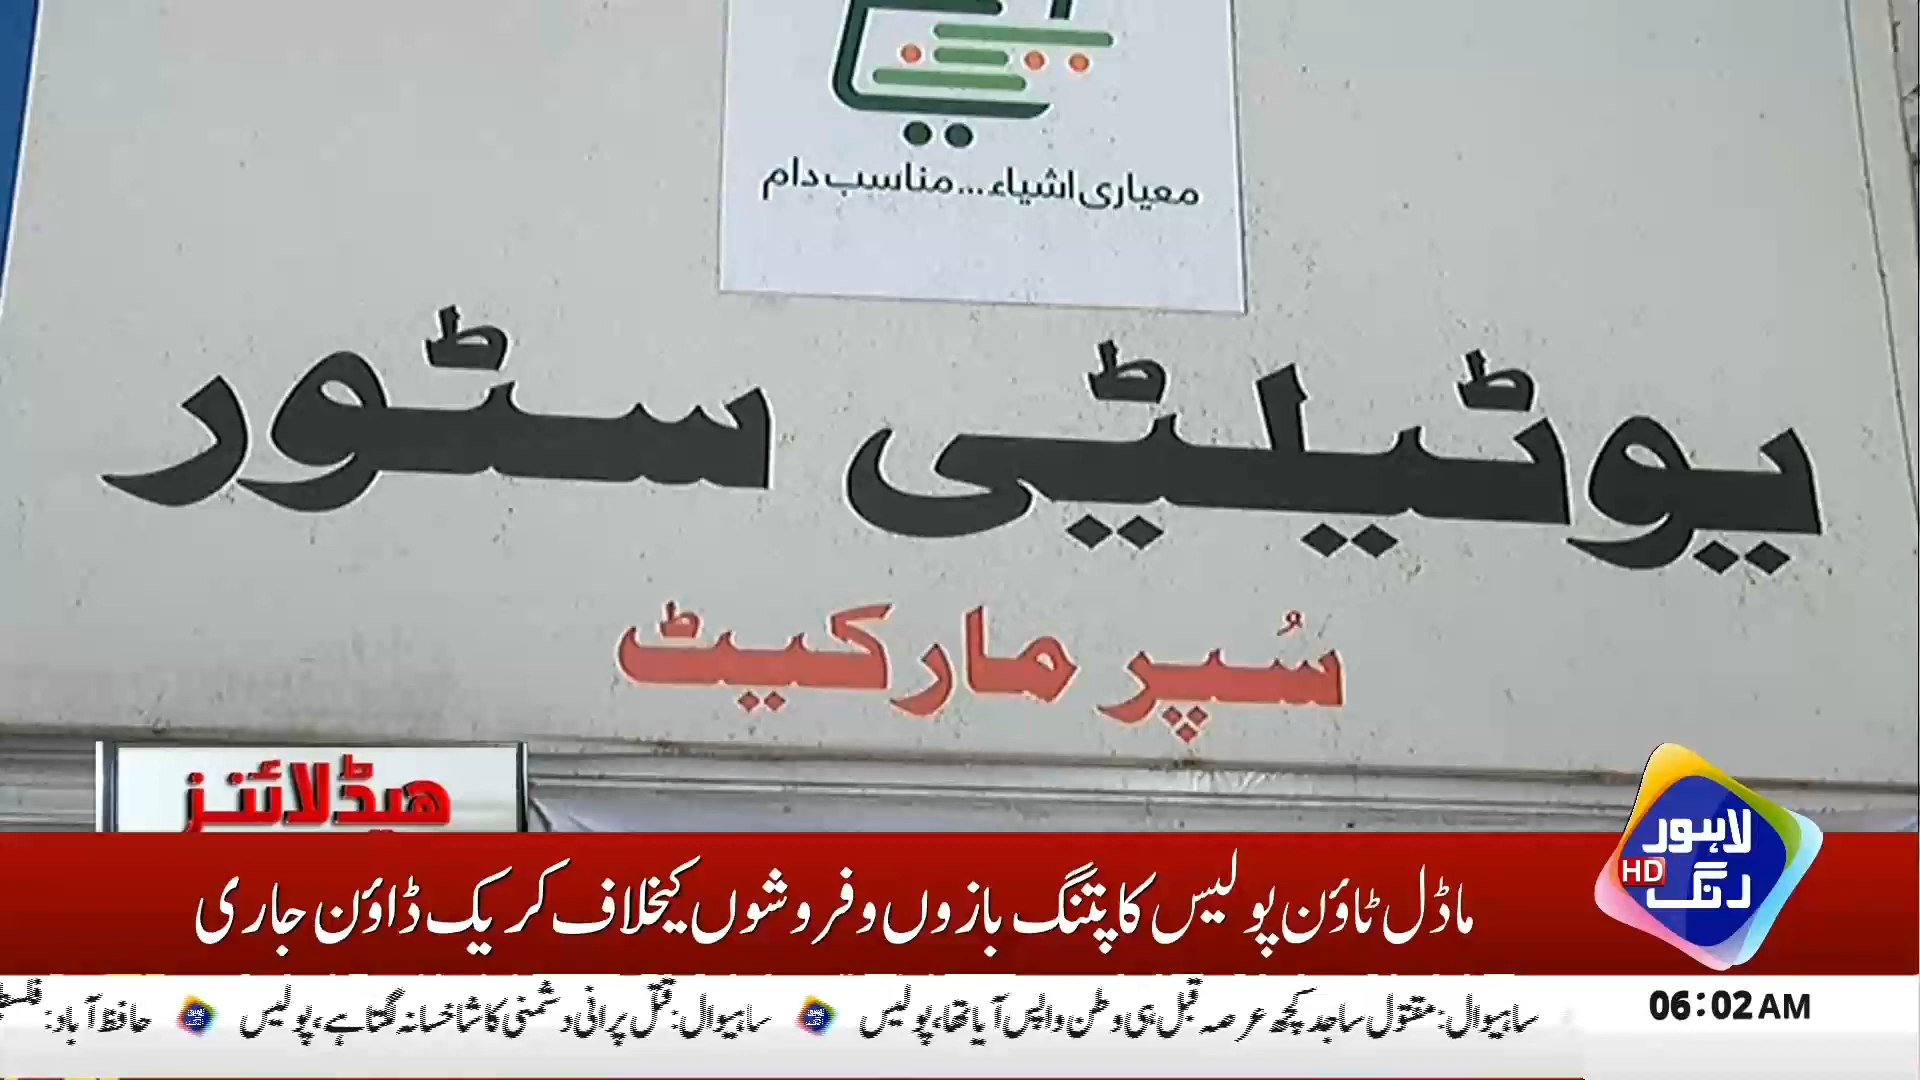 معیاری اشیاء...مناسب دام
یوٹیلیٹی سٹور
سُپر مارکیٹ
ہیڈلائنز
لاہور
رنگ
HD
ماڈل ٹاؤن پولیس کا پتنگ بازوں و فروشوں کیخلاف کریک ڈاؤن جاری
ساہیوال: مقتول ساجد کچھ عرصہ قبل ہی وطن واپس آیا تھا، پولیس ساہیوال: قتل پرانی دشمنی کا شاخسانہ لگتا ہے، پولیس حافظ آباد:
06:02 AM